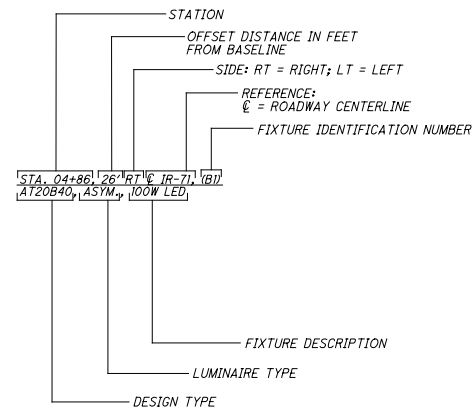 STATION
OFFSET DISTANCE IN FEET
FROM BASELINE
SIDE: RT = RIGHT; LT = LEFT
REFERENCE:
℄ = ROADWAY CENTERLINE
FIXTURE IDENTIFICATION NUMBER
STA. 04+86, 26' RT ℄ IR-71, (B1)
AT20B40, ASYM., 100W LED
FIXTURE DESCRIPTION
LUMINAIRE TYPE
DESIGN TYPE